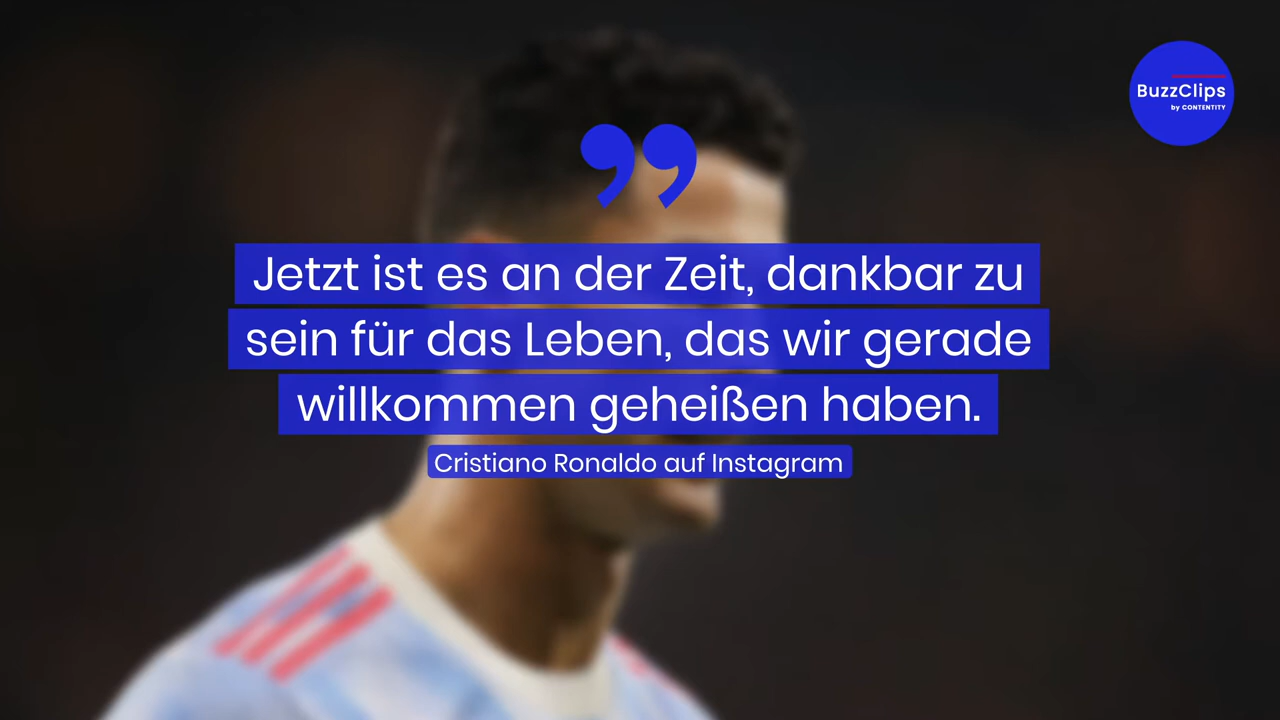 BuzzClips
by CONTENTITY
Jetzt ist es an der Zeit, dankbar zu
sein für das Leben, das wir gerade
willkommen geheißen haben.
Cristiano Ronaldo auf Instagram